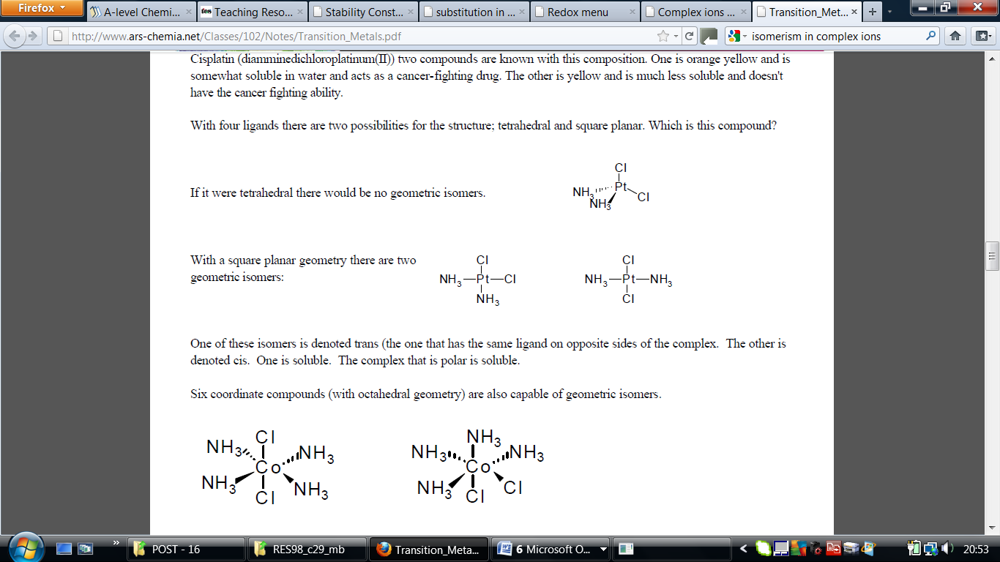 Firefox
A-level Chemi...
tes Teaching Reso...
Stability Const...
substitution in ...
Redox menu
Complex ions ...
Transition_Met...
http://www.ars-chemia.net/Classes/102/Notes/Transition_Metals.pdf
isomerism in complex ions
Cisplatin (diamminedichloroplatinum(II)) two compounds are known with this composition. One is orange yellow and is
somewhat soluble in water and acts as a cancer-fighting drug. The other is yellow and is much less soluble and doesn't
have the cancer fighting ability.
With four ligands there are two possibilities for the structure; tetrahedral and square planar. Which is this compound?
If it were tetrahedral there would be no geometric isomers.
Cl
NH3 Pt
NH3 Cl
With a square planar geometry there are two
geometric isomers:
Cl
NH3—Pt—Cl
NH3
Cl
NH3—Pt—NH3
Cl
One of these isomers is denoted trans (the one that has the same ligand on opposite sides of the complex. The other is
denoted cis. One is soluble. The complex that is polar is soluble.
Six coordinate compounds (with octahedral geometry) are also capable of geometric isomers.
Cl
NH3 NH3
Co
NH3 NH3
Cl
NH3
NH3 NH3
Co
NH3 Cl
Cl
POST - 16
RES98_c29_mb
Transition_Meta...
6 Microsoft O...
20:53